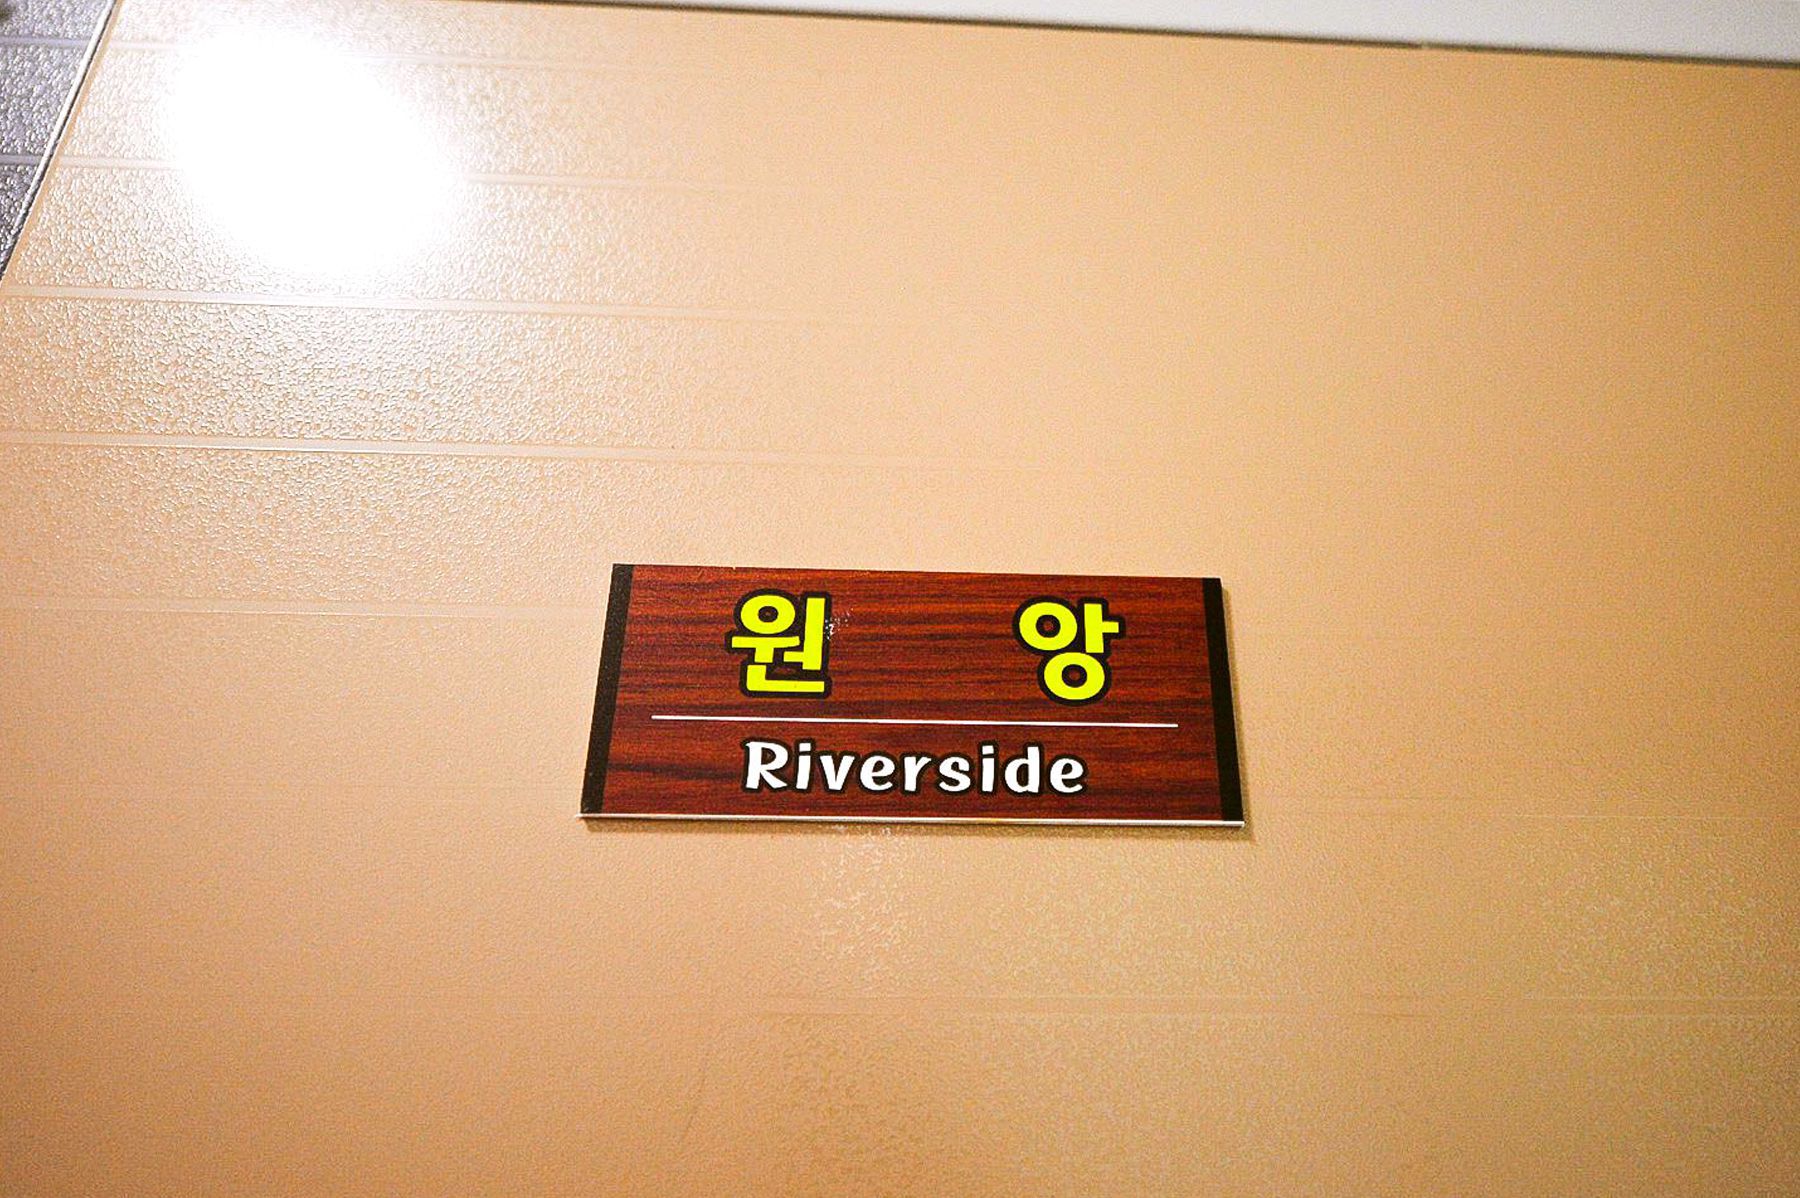 원 앙
Riverside